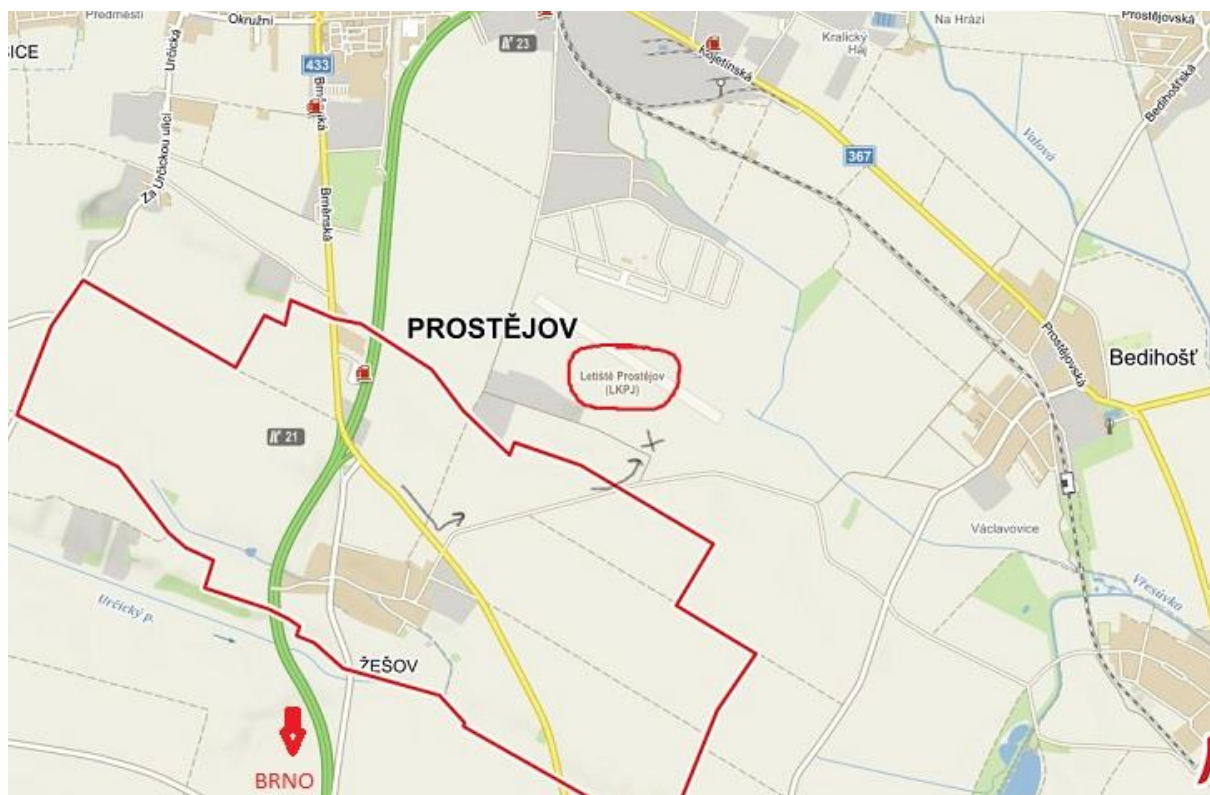 Předměstí
Okružní
Určická
433
Brněnská
23
Kojetínská
Kralický
Háj
Na Hrázi
Prostějovská
Bedihošťská
Valová
367
Za Určickou ulicí
Brněnská
PROSTĚJOV
Letiště Prostějov
(LKPJ)
Prostějovská
Bedihošť
21
Václavovice
Vřesůvka
Určický p.
ŽEŠOV
BRNO